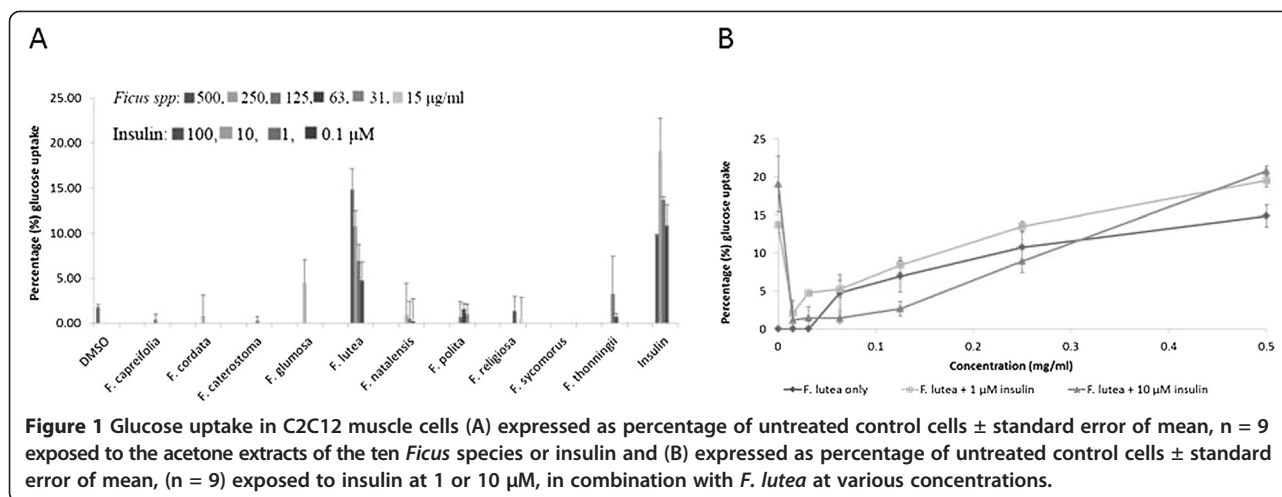 A
Ficus spp: 500, 250, 125, 63, 31, 15 µg/ml
Insulin: 100, 10, 1, 0.1 µM
Percentage (%) glucose uptake
25.00
20.00
15.00
10.00
5.00
0.00
DMSO
F. capreifolia
F. cordata
F. caterostoma
F. glumosa
F. lutea
F. natalensis
F. polita
F. religiosa
F. sycomorus
F. thonningii
Insulin
B
Percentage (%) glucose uptake
25
20
15
10
5
0
0 0.1 0.2 0.3 0.4 0.5
Concentration (mg/ml)
F. lutea only F. lutea + 1 µM insulin F. lutea + 10 µM insulin
Figure 1 Glucose uptake in C2C12 muscle cells (A) expressed as percentage of untreated control cells ± standard error of mean, n = 9
exposed to the acetone extracts of the ten Ficus species or insulin and (B) expressed as percentage of untreated control cells ± standard
error of mean, (n = 9) exposed to insulin at 1 or 10 µM, in combination with F. lutea at various concentrations.